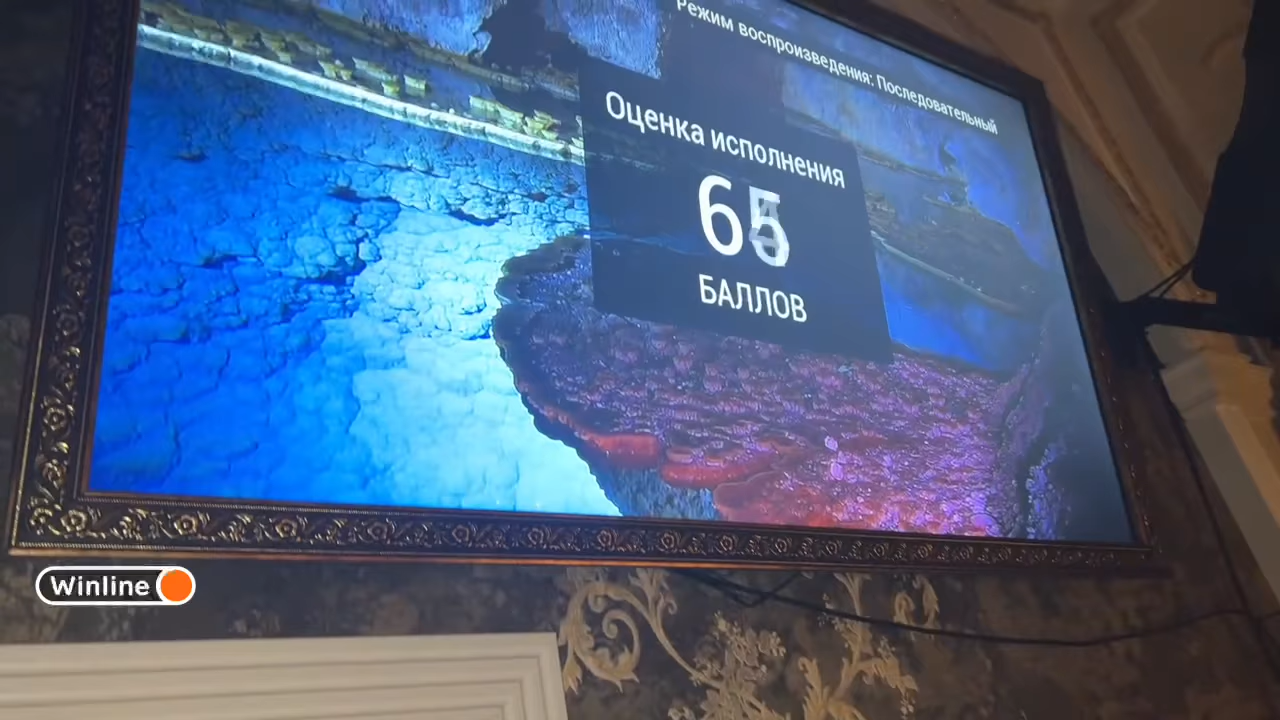 Режим воспроизведения: Последовательный
Оценка исполнения
65
БАЛЛОВ
Winline